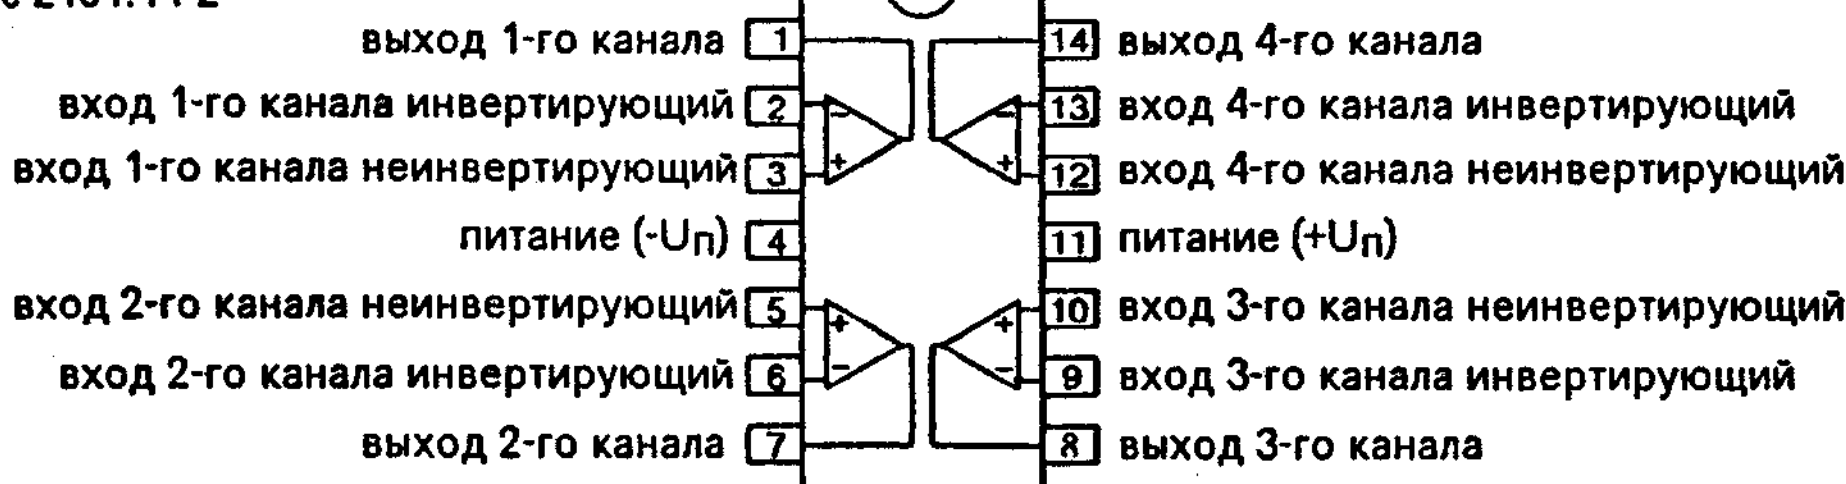 выход 1-го канала 1 14 выход 4-го канала
вход 1-го канала инвертирующий 2 − − 13 вход 4-го канала инвертирующий
вход 1-го канала неинвертирующий 3 + + 12 вход 4-го канала неинвертирующий
питание (-Uп) 4 11 питание (+Uп)
вход 2-го канала неинвертирующий 5 + + 10 вход 3-го канала неинвертирующий
вход 2-го канала инвертирующий 6 − − 9 вход 3-го канала инвертирующий
выход 2-го канала 7 8 выход 3-го канала